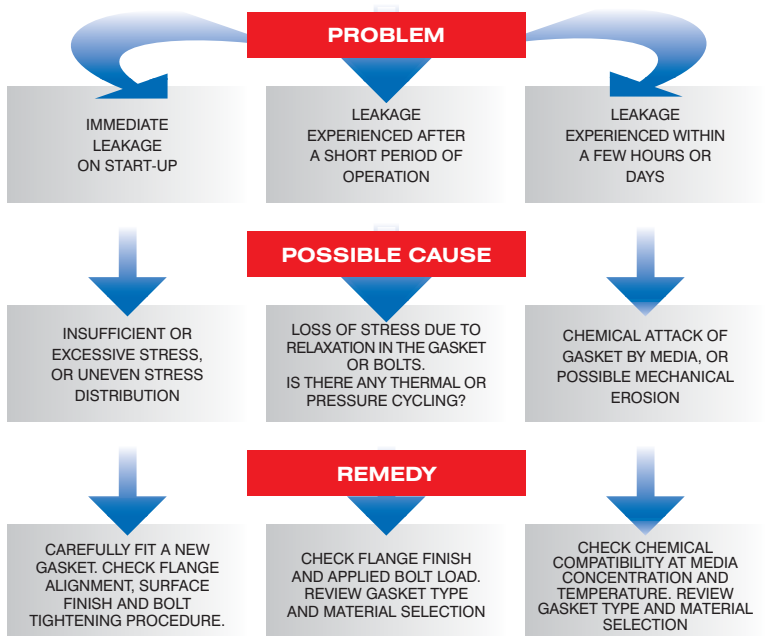 PROBLEM
IMMEDIATE
LEAKAGE
ON START-UP
LEAKAGE
EXPERIENCED AFTER
A SHORT PERIOD OF
OPERATION
LEAKAGE
EXPERIENCED WITHIN
A FEW HOURS OR
DAYS
POSSIBLE CAUSE
INSUFFICIENT OR
EXCESSIVE STRESS,
OR UNEVEN STRESS
DISTRIBUTION
LOSS OF STRESS DUE TO
RELAXATION IN THE GASKET
OR BOLTS.
IS THERE ANY THERMAL OR
PRESSURE CYCLING?
CHEMICAL ATTACK OF
GASKET BY MEDIA, OR
POSSIBLE MECHANICAL
EROSION
REMEDY
CAREFULLY FIT A NEW
GASKET. CHECK FLANGE
ALIGNMENT, SURFACE
FINISH AND BOLT
TIGHTENING PROCEDURE.
CHECK FLANGE FINISH
AND APPLIED BOLT LOAD.
REVIEW GASKET TYPE
AND MATERIAL SELECTION
CHECK CHEMICAL
COMPATIBILITY AT MEDIA
CONCENTRATION AND
TEMPERATURE. REVIEW
GASKET TYPE AND MATERIAL
SELECTION